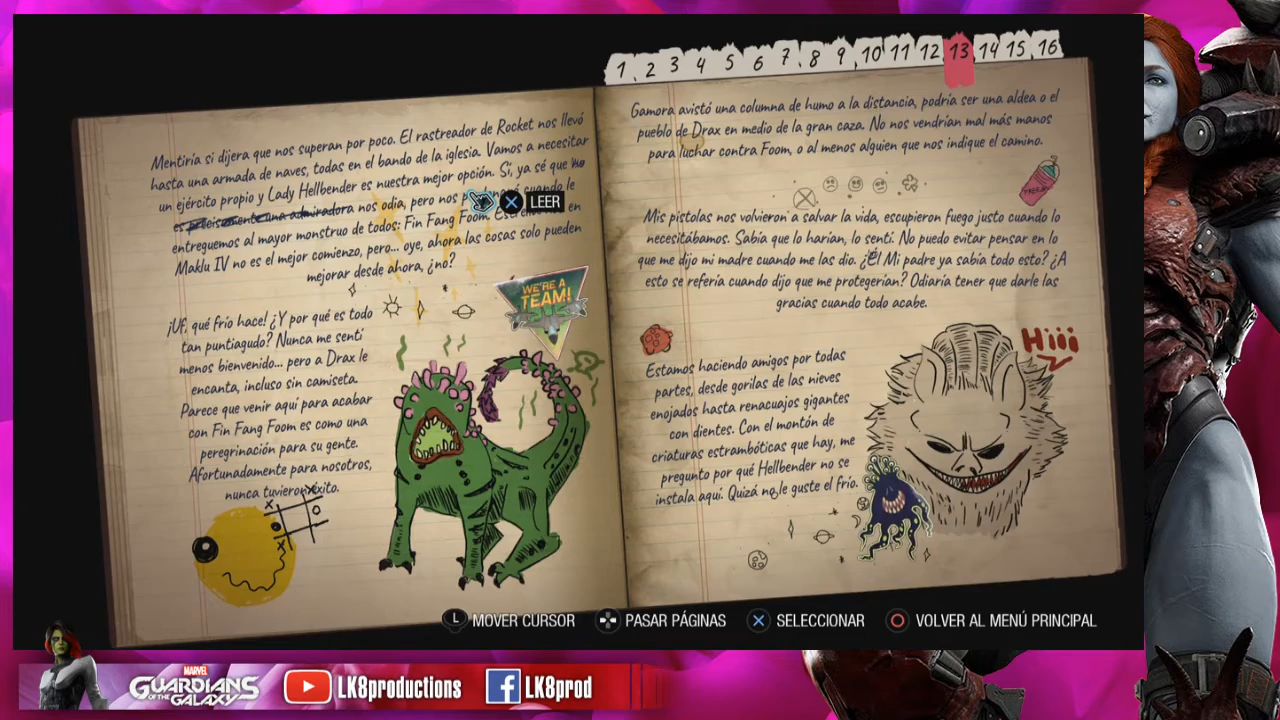 1 2 3 4 5 6 7 8 9 10 11 12 13 14 15 16
Mentiría si dijera que nos superan por poco. El rastreador de Rocket nos llevó
hasta una armada de naves, todas en el bando de la iglesia. Vamos a necesitar
un ejército propio y Lady Hellbender es nuestra mejor opción. Sí, ya sé que no
es precisamente una admiradora nos odia, pero nos cuando le
entreguemos al mayor monstruo de todos: Fin Fang Foom. en
Maklu IV no es el mejor comienzo, pero... oye, ahora las cosas solo pueden
mejorar desde ahora, ¿no?
LEER
WE'RE A
TEAM!
¡Uf, qué frío hace! ¿Y por qué es todo
tan puntiagudo? Nunca me sentí
menos bienvenido... pero a Drax le
encanta, incluso sin camiseta.
Parece que venir aquí para acabar
con Fin Fang Foom es como una
peregrinación para su gente.
Afortunadamente para nosotros,
nunca tuvieron éxito.
Gamora avistó una columna de humo a la distancia, podría ser una aldea o el
pueblo de Drax en medio de la gran caza. No nos vendrían mal más manos
para luchar contra Foom, o al menos alguien que nos indique el camino.
Mis pistolas nos volvieron a salvar la vida, escupieron fuego justo cuando lo
necesitábamos. Sabía que lo harían, lo sentí. No puedo evitar pensar en lo
que me dijo mi madre cuando me las dio. ¿El Mi padre ya sabía todo esto? ¿A
esto se refería cuando dijo que me protegerían? Odiaría tener que darle las
gracias cuando todo acabe.
Estamos haciendo amigos por todas
partes, desde gorilas de las nieves
enojados hasta renacuajos gigantes
con dientes. Con el montón de
criaturas estrambóticas que hay, me
pregunto por qué Hellbender no se
instala aquí. Quizá no le guste el frío.
Hiii
L MOVER CURSOR PASAR PÁGINAS SELECCIONAR VOLVER AL MENÚ PRINCIPAL
MARVEL
GUARDIANS
OF THE
GALAXY
LK8productions
f LK8prod